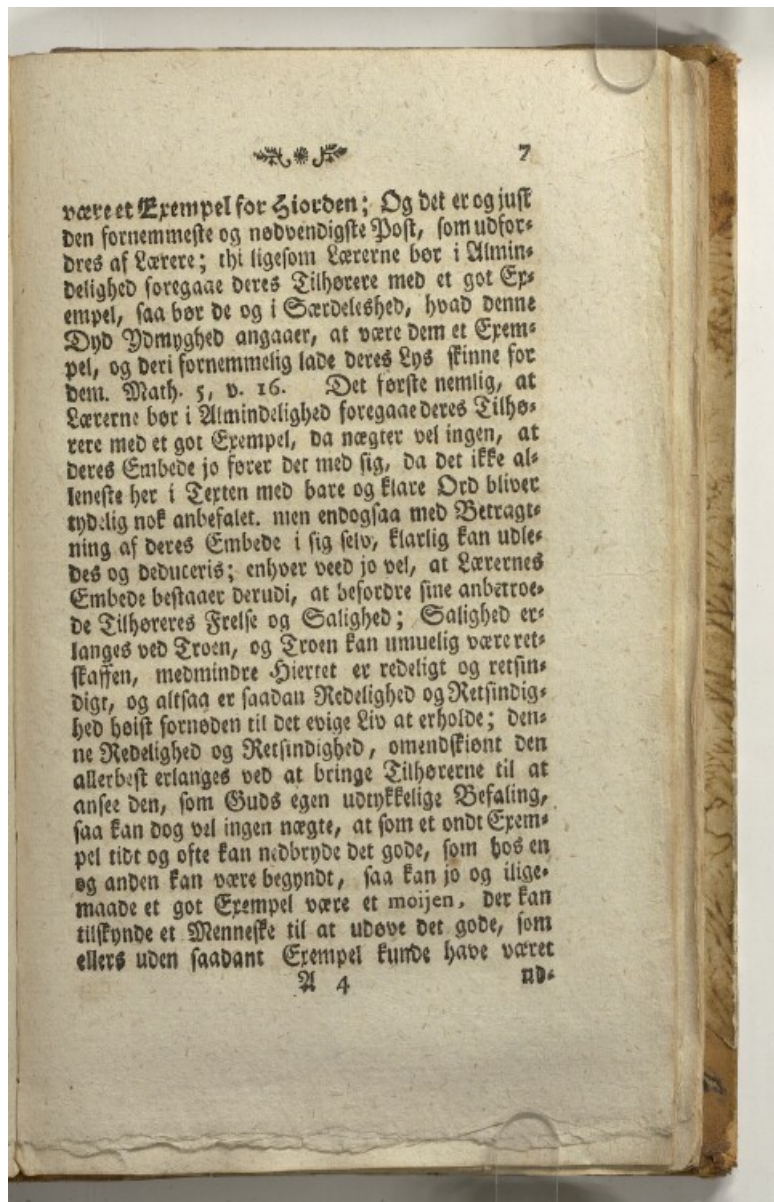 7
være et Exempel for Hiorden; Og det er og just
den fornemmeste og nødvendigste Post, som udfor-
dres af Lærere; thi ligesom Lærerne bør i Almin-
delighed foregaae deres Tilhørere med et got Ex-
empel, saa bør de og i Særdeleshed, hvad denne
Dyd Ydmyghed angaaer, at være dem et Exem-
pel, og deri fornemmelig lade deres Lys skinne for
dem. Math. 5, v. 16. Det første nemlig, at
Lærerne bør i Almindelighed foregaae deres Tilhø-
rere med et got Exempel, da nægter vel ingen, at
deres Embede jo fører det med sig, da det ikke al-
leneste her i Texten med bare og klare Ord bliver
tydelig nok anbefalet. men endogsaa med Betragt-
ning af deres Embede i sig selv, klarlig kan udle-
des og deduceris; enhver veed jo vel, at Lærernes
Embede bestaaer derudi, at befordre sine anbetroe-
de Tilhøreres Frelse og Salighed; Salighed er-
langes ved Troen, og Troen kan umuelig være ret-
skaffen, medmindre Hiertet er redeligt og retsin-
digt, og altsaa er saadan Redelighed og Retsindig-
hed høist fornøden til det evige Liv at erholde; den-
ne Redelighed og Retsindighed, omendskiønt den
allerbest erlanges ved at bringe Tilhørerne til at
ansee den, som Guds egen udtykkelige Befaling,
saa kan dog vel ingen nægte, at som et ondt Exem-
pel tidt og ofte kan nedbryde det gode, som hos en
og anden kan være begyndt, saa kan jo og ilige-
maade et got Exempel være et moijen, der kan
tilskynde et Menneske til at udøve det gode, som
ellers uden saadant Exempel kunde have været
A 4 ud-